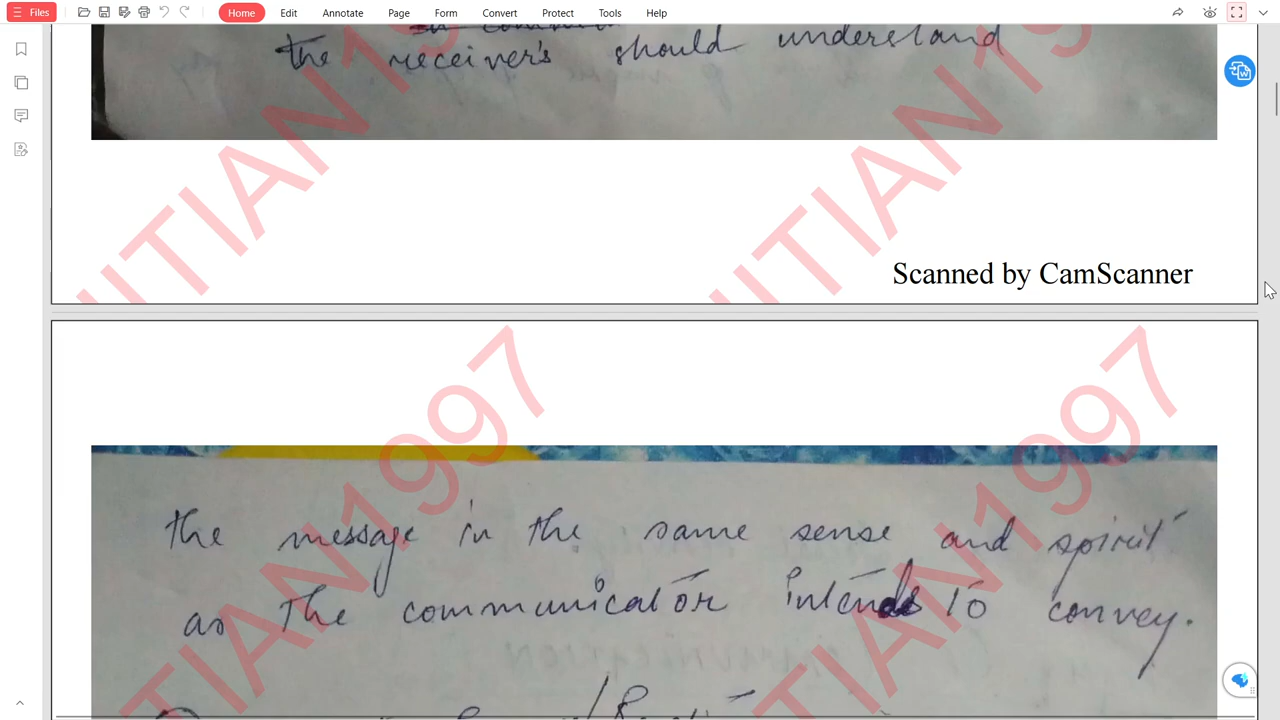 Files
Home Edit Annotate Page Form Convert Protect Tools Help
the receiver's should understand
Scanned by CamScanner
the message in the same sense and spirit
as the communicator intends to convey.